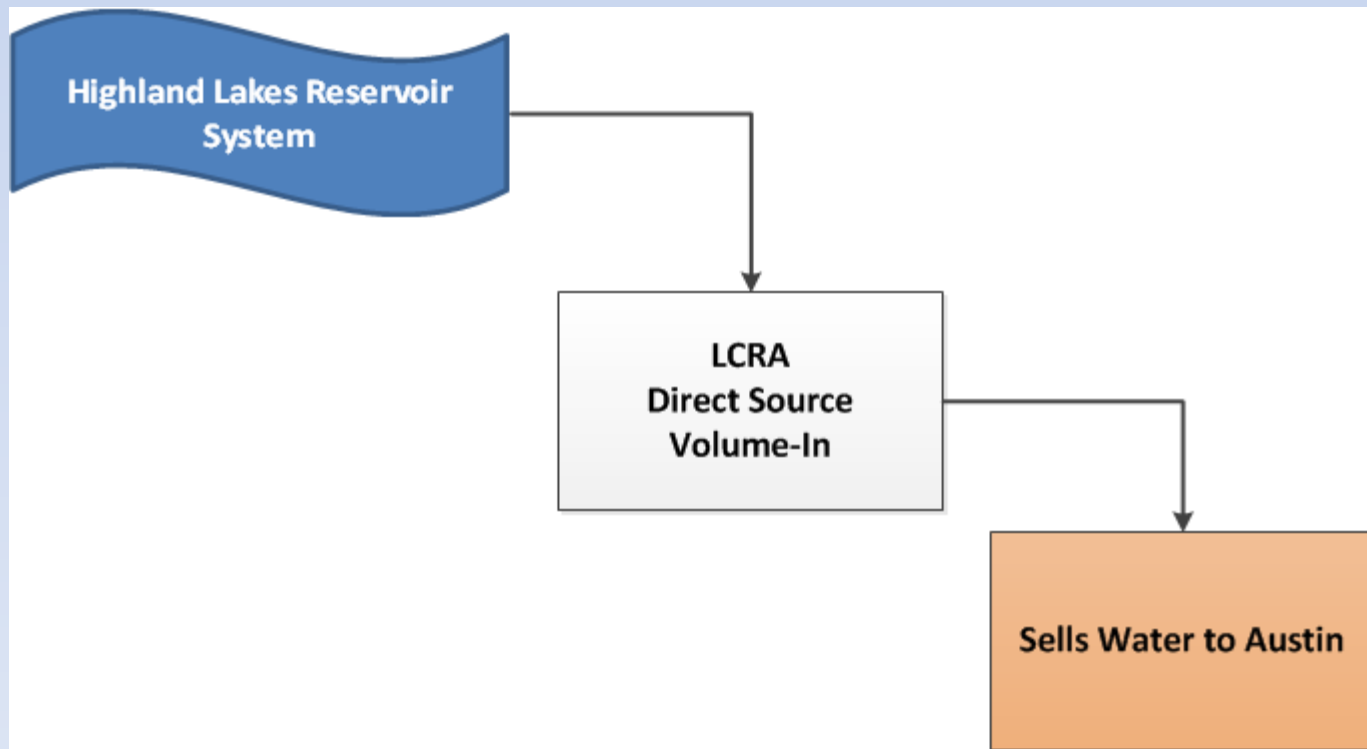 Highland Lakes Reservoir
System
LCRA
Direct Source
Volume-In
Sells Water to Austin